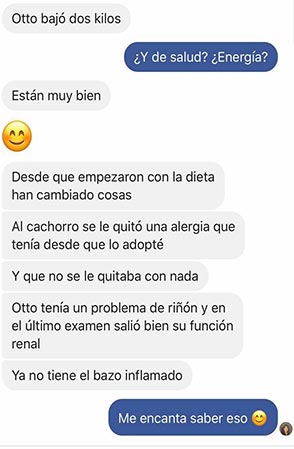 Otto bajó dos kilos
¿Y de salud? ¿Energía?
Están muy bien
😊
Desde que empezaron con la dieta
han cambiado cosas
Al cachorro se le quitó una alergia que
tenía desde que lo adopté
Y que no se le quitaba con nada
Otto tenía un problema de riñón y en
el último examen salió bien su función
renal
Ya no tiene el bazo inflamado
Me encanta saber eso 😊